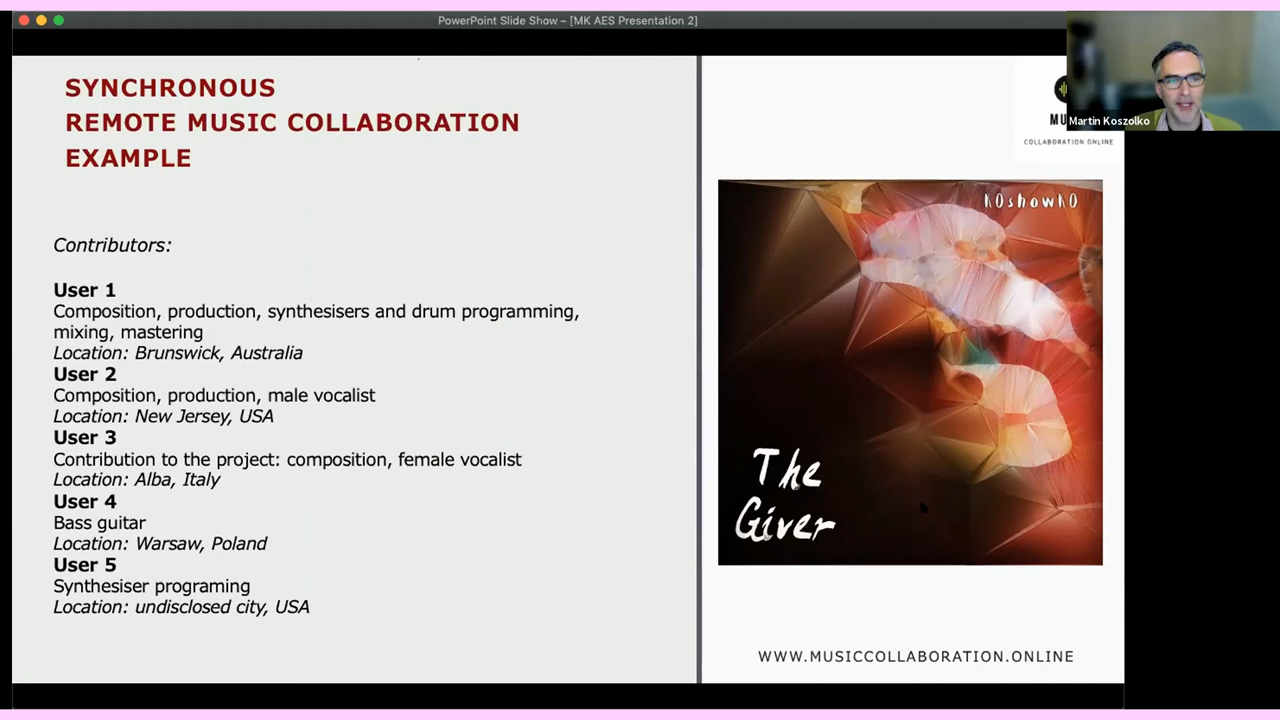 PowerPoint Slide Show – [MK AES Presentation 2]
SYNCHRONOUS
REMOTE MUSIC COLLABORATION
EXAMPLE
Contributors:
User 1
Composition, production, synthesisers and drum programming,
mixing, mastering
Location: Brunswick, Australia
User 2
Composition, production, male vocalist
Location: New Jersey, USA
User 3
Contribution to the project: composition, female vocalist
Location: Alba, Italy
User 4
Bass guitar
Location: Warsaw, Poland
User 5
Synthesiser programing
Location: undisclosed city, USA
Martin Koszolko
COLLABORATION ONLINE
KOshowKO
The
Giver
WWW.MUSICCOLLABORATION.ONLINE